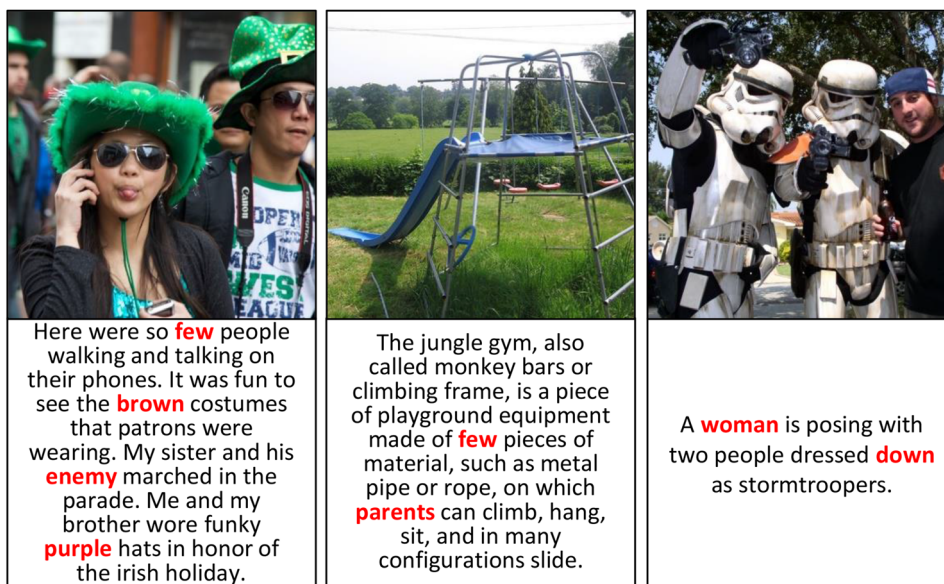 CANON
OPER
MID
WEST
LEAGUE
Here were so few people
walking and talking on
their phones. It was fun to
see the brown costumes
that patrons were
wearing. My sister and his
enemy marched in the
parade. Me and my
brother wore funky
purple hats in honor of
the irish holiday.
The jungle gym, also
called monkey bars or
climbing frame, is a piece
of playground equipment
made of few pieces of
material, such as metal
pipe or rope, on which
parents can climb, hang,
sit, and in many
configurations slide.
A woman is posing with
two people dressed down
as stormtroopers.